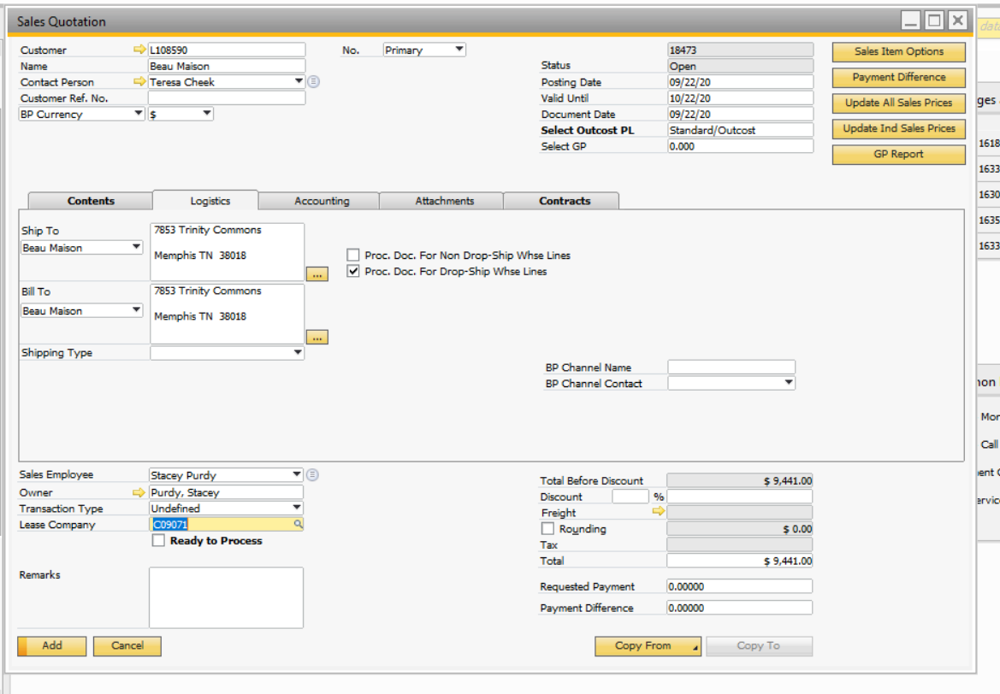 Sales Quotation
Customer L108590 No. Primary 18473
Name Beau Maison Status Open
Contact Person Teresa Cheek Posting Date 09/22/20
Customer Ref. No. Valid Until 10/22/20
BP Currency $ Document Date 09/22/20
Select Outcost PL Standard/Outcost
Select GP 0.000
Sales Item Options
Payment Difference
Update All Sales Prices
Update Ind Sales Prices
GP Report
data
ges
1618
1633
1630
1635
1633
Contents Logistics Accounting Attachments Contracts
Ship To
Beau Maison
7853 Trinity Commons
Memphis TN 38018
...
Proc. Doc. For Non Drop-Ship Whse Lines
Proc. Doc. For Drop-Ship Whse Lines
Bill To
Beau Maison
7853 Trinity Commons
Memphis TN 38018
...
Shipping Type
BP Channel Name
BP Channel Contact
non
Mor
Call
ent
ervice
Sales Employee Stacey Purdy
Owner Purdy, Stacey
Transaction Type Undefined
Lease Company C09071
Ready to Process
Remarks
Total Before Discount $ 9,441.00
Discount %
Freight
Rounding $ 0.00
Tax
Total $ 9,441.00
Requested Payment 0.00000
Payment Difference 0.00000
Add Cancel Copy From Copy To